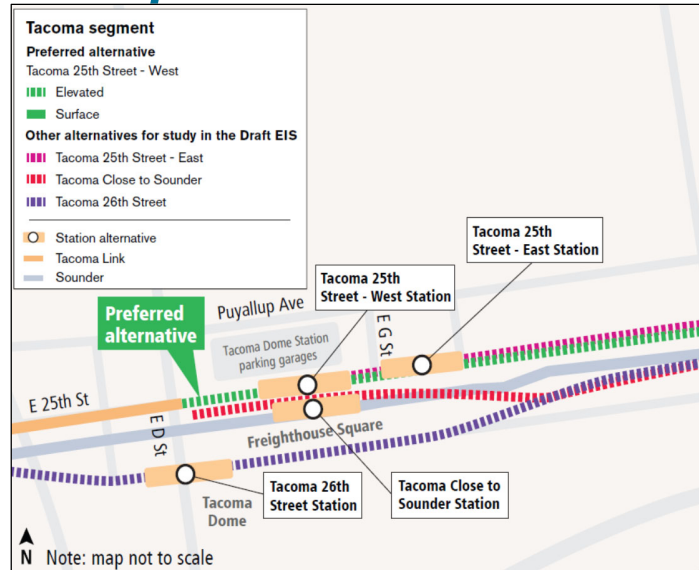 Tacoma segment
Preferred alternative
Tacoma 25th Street - West
Elevated
Surface
Other alternatives for study in the Draft EIS
Tacoma 25th Street - East
Tacoma Close to Sounder
Tacoma 26th Street
Station alternative
Tacoma Link
Sounder
Tacoma 25th
Street - East Station
Tacoma 25th
Street - West Station
Puyallup Ave
E G St
Preferred
alternative
Tacoma Dome Station
parking garages
E 25th St
E D St
Freighthouse Square
Tacoma
Dome
Tacoma 26th
Street Station
Tacoma Close to
Sounder Station
N
Note: map not to scale